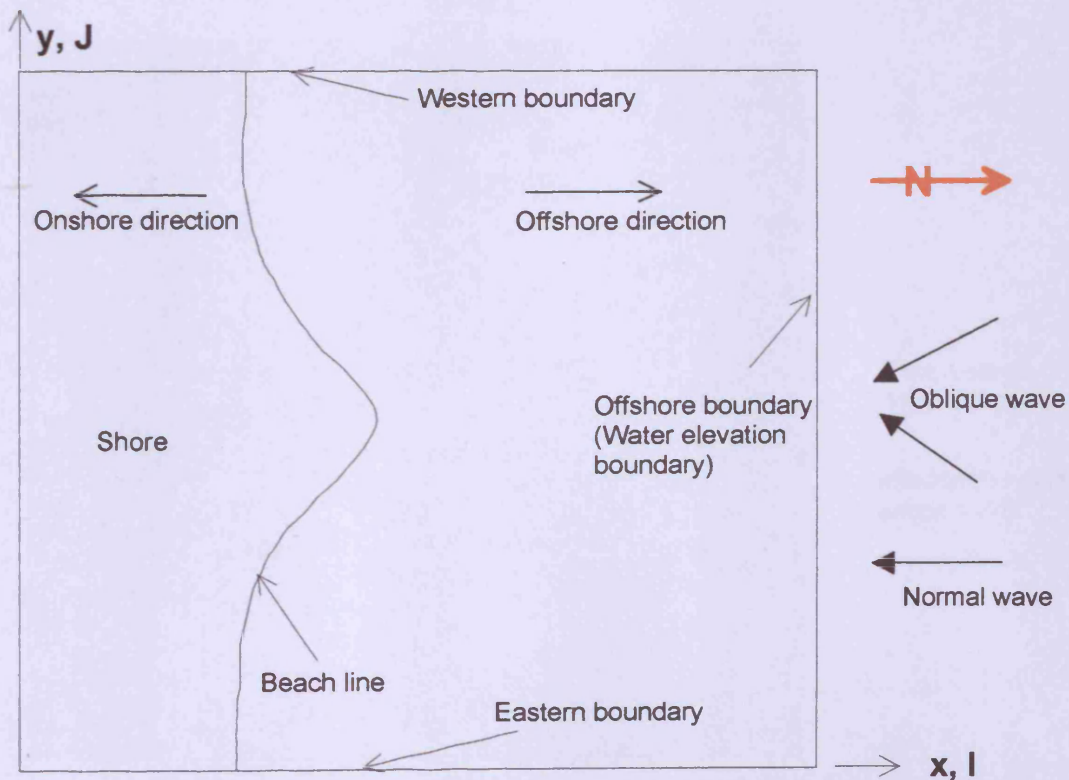 y, J
Western boundary
N
Onshore direction
Offshore direction
Offshore boundary
(Water elevation
boundary)
Oblique wave
Shore
Normal wave
Beach line
Eastern boundary
x, I